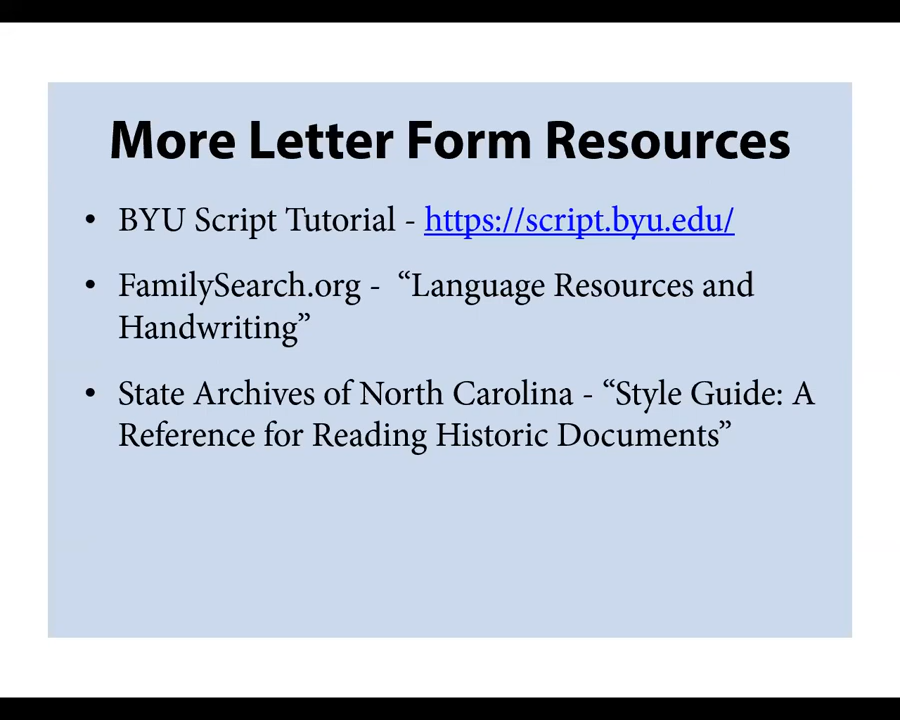 More Letter Form Resources
• BYU Script Tutorial - https://script.byu.edu/
• FamilySearch.org - “Language Resources and
Handwriting”
• State Archives of North Carolina - “Style Guide: A
Reference for Reading Historic Documents”